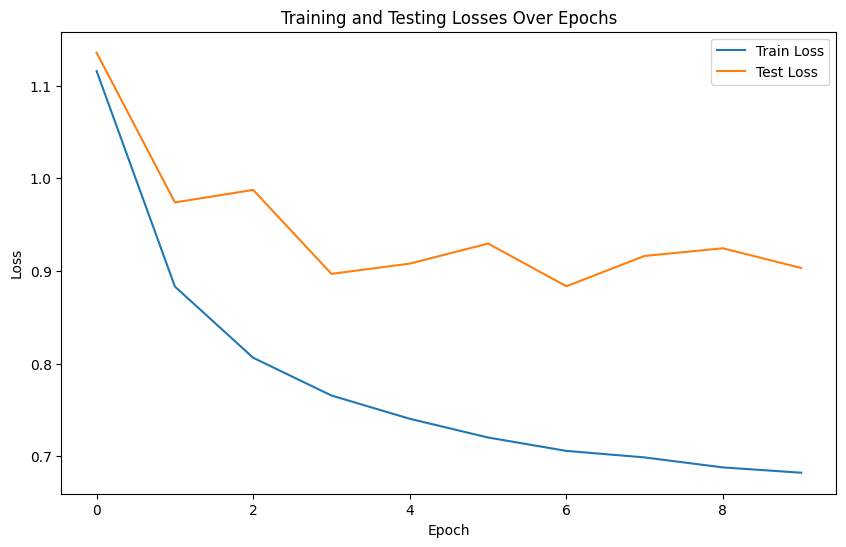 Training and Testing Losses Over Epochs
Train Loss
Test Loss
1.1
1.0
0.9
0.8
0.7
Loss
0 2 4 6 8
Epoch